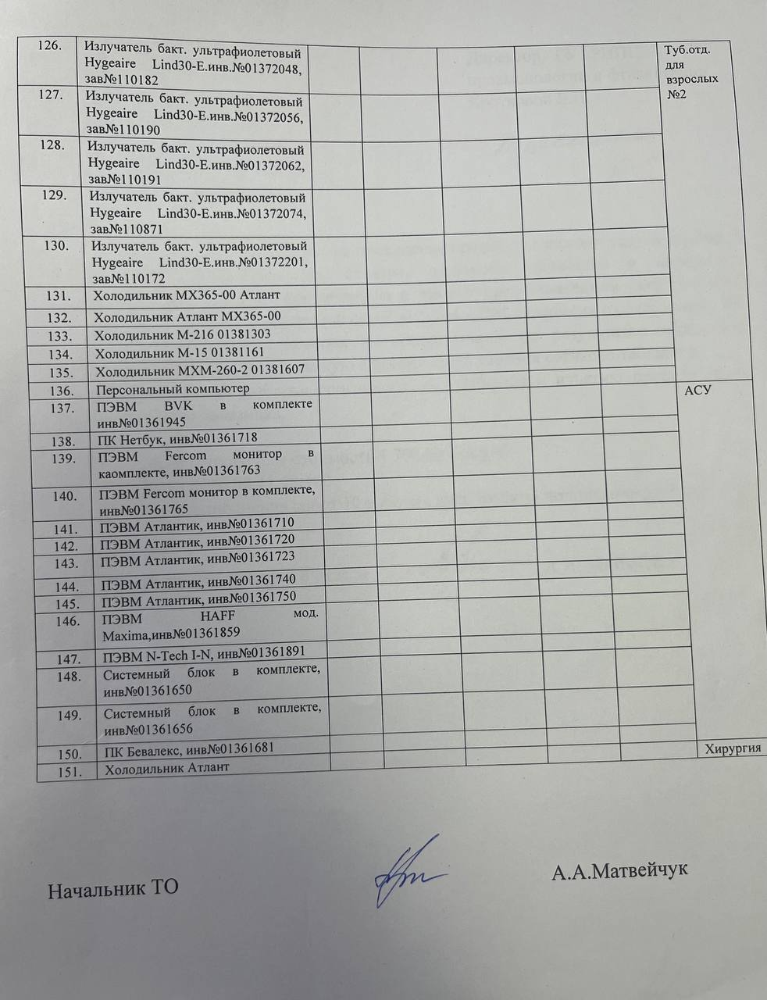 126. Излучатель бакт. ультрафиолетовый
Hygeaire Lind30-E.инв.№01372048,
зав№110182
Туб.отд.
для
взрослых
№2
127. Излучатель бакт. ультрафиолетовый
Hygeaire Lind30-E.инв.№01372056,
зав№110190
128. Излучатель бакт. ультрафиолетовый
Hygeaire Lind30-E.инв.№01372062,
зав№110191
129. Излучатель бакт. ультрафиолетовый
Hygeaire Lind30-E.инв.№01372074,
зав№110871
130. Излучатель бакт. ультрафиолетовый
Hygeaire Lind30-E.инв.№01372201,
зав№110172
131. Холодильник МХ365-00 Атлант
132. Холодильник Атлант МХ365-00
133. Холодильник М-216 01381303
134. Холодильник М-15 01381161
135. Холодильник МХМ-260-2 01381607
136. Персональный компьютер
АСУ
137. ПЭВМ BVK в комплекте
инв№01361945
138. ПК Нетбук, инв№01361718
139. ПЭВМ Fercom монитор в
каомплекте, инв№01361763
140. ПЭВМ Fercom монитор в комплекте,
инв№01361765
141. ПЭВМ Атлантик, инв№01361710
142. ПЭВМ Атлантик, инв№01361720
143. ПЭВМ Атлантик, инв№01361723
144. ПЭВМ Атлантик, инв№01361740
145. ПЭВМ Атлантик, инв№01361750
146. ПЭВМ HAFF мод.
Maxima,инв№01361859
147. ПЭВМ N-Tech I-N, инв№01361891
148. Системный блок в комплекте,
инв№01361650
149. Системный блок в комплекте,
инв№01361656
150. ПК Бевалекс, инв№01361681
Хирургия
151. Холодильник Атлант
Начальник ТО
А.А.Матвейчук